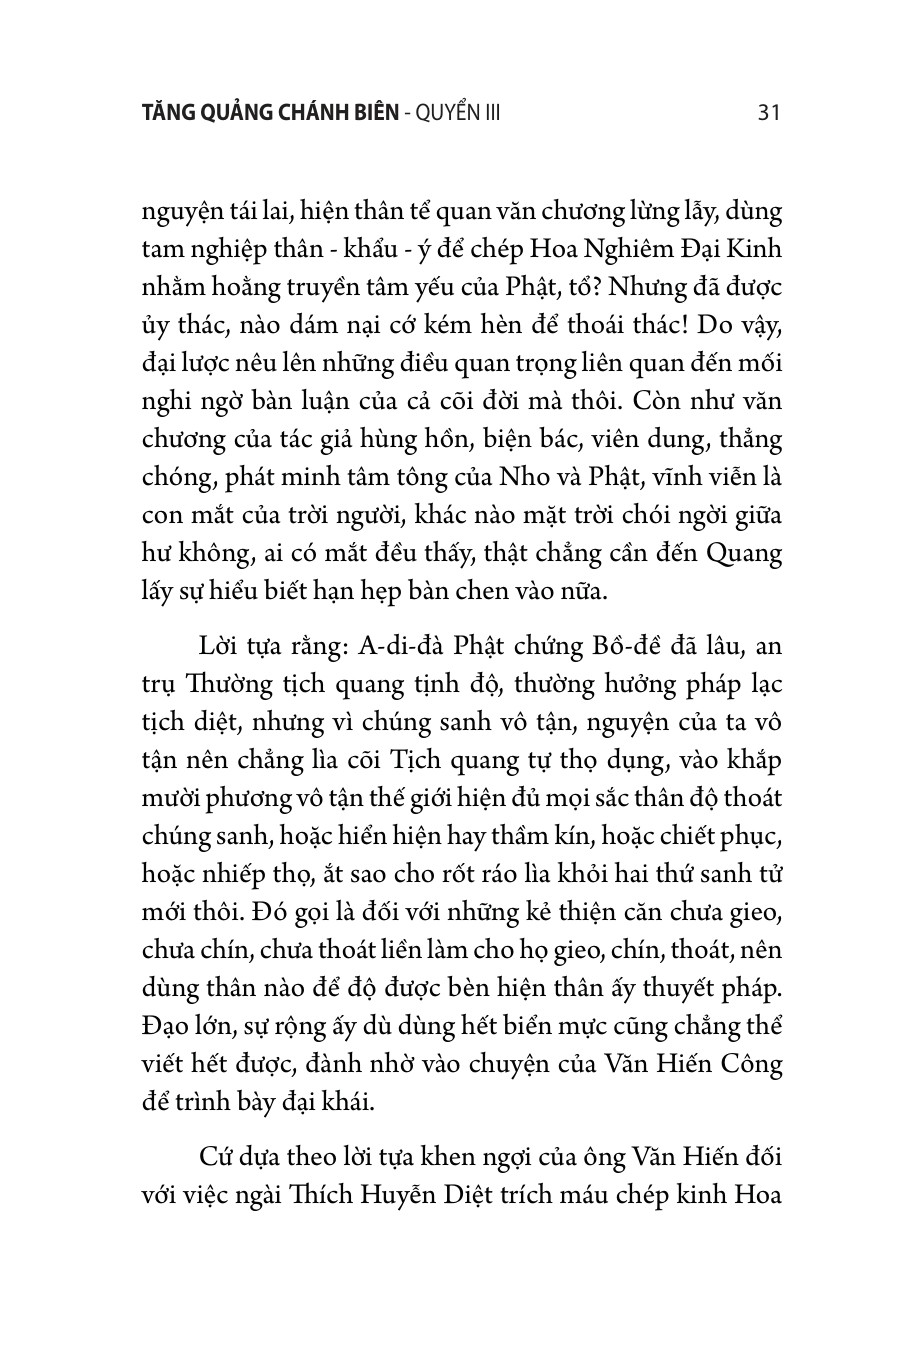 TĂNG QUẢNG CHÁNH BIÊN - QUYỂN III 31
nguyện tái lai, hiện thân tể quan văn chương lừng lẫy, dùng
tam nghiệp thân - khẩu - ý để chép Hoa Nghiêm Đại Kinh
nhằm hoằng truyền tâm yếu của Phật, tổ? Nhưng đã được
ủy thác, nào dám nại cớ kém hèn để thoái thác! Do vậy,
đại lược nêu lên những điều quan trọng liên quan đến mối
nghi ngờ bàn luận của cả cõi đời mà thôi. Còn như văn
chương của tác giả hùng hồn, biện bác, viên dung, thẳng
chóng, phát minh tâm tông của Nho và Phật, vĩnh viễn là
con mắt của trời người, khác nào mặt trời chói ngời giữa
hư không, ai có mắt đều thấy, thật chẳng cần đến Quang
lấy sự hiểu biết hạn hẹp bàn chen vào nữa.
Lời tựa rằng: A-di-đà Phật chứng Bồ-đề đã lâu, an
trụ Thường tịch quang tịnh độ, thường hưởng pháp lạc
tịch diệt, nhưng vì chúng sanh vô tận, nguyện của ta vô
tận nên chẳng lìa cõi Tịch quang tự thọ dụng, vào khắp
mười phương vô tận thế giới hiện đủ mọi sắc thân độ thoát
chúng sanh, hoặc hiển hiện hay thầm kín, hoặc chiết phục,
hoặc nhiếp thọ, ắt sao cho rốt ráo lìa khỏi hai thứ sanh tử
mới thôi. Đó gọi là đối với những kẻ thiện căn chưa gieo,
chưa chín, chưa thoát liền làm cho họ gieo, chín, thoát, nên
dùng thân nào để độ được bèn hiện thân ấy thuyết pháp.
Đạo lớn, sự rộng ấy dù dùng hết biển mực cũng chẳng thể
viết hết được, đành nhờ vào chuyện của Văn Hiến Công
để trình bày đại khái.
Cứ dựa theo lời tựa khen ngợi của ông Văn Hiến đối
với việc ngài Thích Huyễn Diệt trích máu chép kinh Hoa